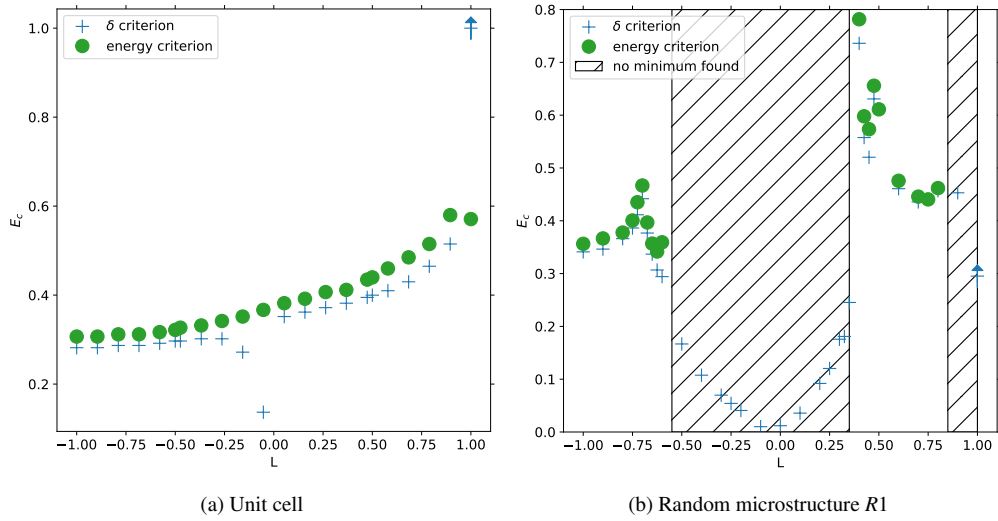 δ criterion
energy criterion
1.0
0.8
0.6
0.4
0.2
E_c
−1.00 −0.75 −0.50 −0.25 0.00 0.25 0.50 0.75 1.00
L
(a) Unit cell
δ criterion
energy criterion
no minimum found
0.8
0.7
0.6
0.5
0.4
0.3
0.2
0.1
0.0
E_c
−1.00 −0.75 −0.50 −0.25 0.00 0.25 0.50 0.75 1.00
L
(b) Random microstructure R1